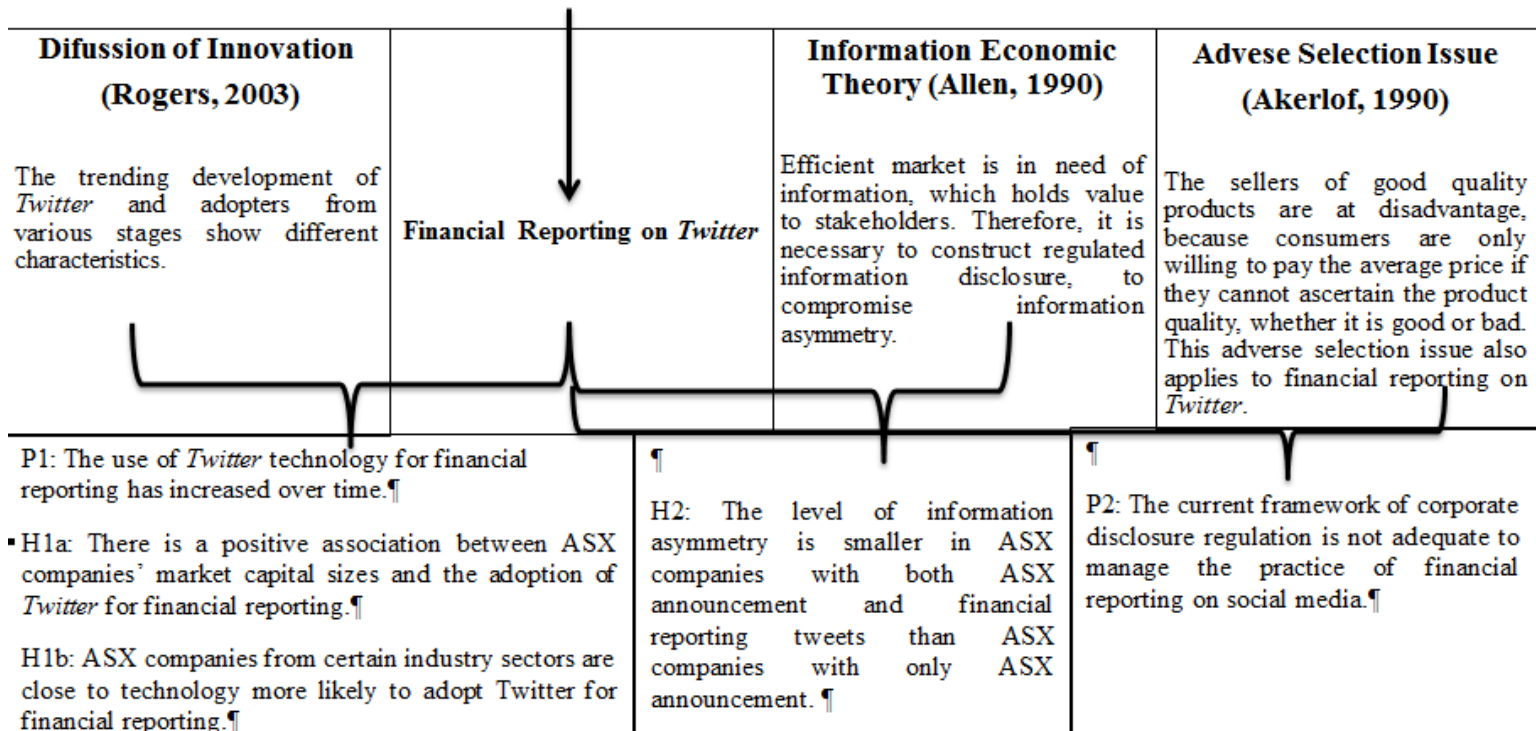 Difussion of Innovation
(Rogers, 2003)
The trending development of
Twitter and adopters from
various stages show different
characteristics.
Financial Reporting on Twitter
Information Economic
Theory (Allen, 1990)
Efficient market is in need of
information, which holds value
to stakeholders. Therefore, it is
necessary to construct regulated
information disclosure, to
compromise information
asymmetry.
Advese Selection Issue
(Akerlof, 1990)
The sellers of good quality
products are at disadvantage,
because consumers are only
willing to pay the average price if
they cannot ascertain the product
quality, whether it is good or bad.
This adverse selection issue also
applies to financial reporting on
Twitter.
P1: The use of Twitter technology for financial
reporting has increased over time.¶
H1a: There is a positive association between ASX
companies’ market capital sizes and the adoption of
Twitter for financial reporting.¶
H1b: ASX companies from certain industry sectors are
close to technology more likely to adopt Twitter for
financial reporting.¶
¶
H2: The level of information
asymmetry is smaller in ASX
companies with both ASX
announcement and financial
reporting tweets than ASX
companies with only ASX
announcement. ¶
¶
P2: The current framework of corporate
disclosure regulation is not adequate to
manage the practice of financial
reporting on social media.¶